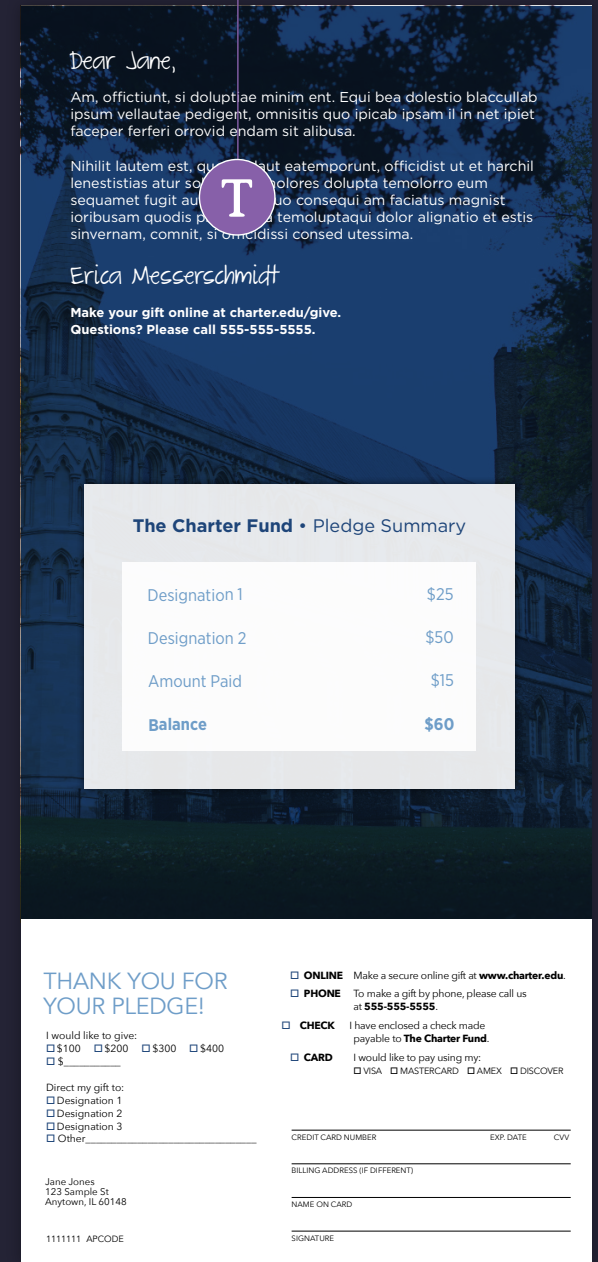 Dear Jane,
Am, offictiunt, si doluptiae minim ent. Equi bea dolestio blaccullab
ipsum vellautae pedigent, omnisitis quo ipicab ipsam il in net ipiet
faceper ferferi orrovid endam sit alibusa.
Nihilit lautem est, laut eatemporunt, officidist ut et harchil
lenestistias atur dolores dolupta temolorro eum
sequamet fugit consequi am faciatus magnist
ioribusam quodis temoluptaqui dolor alignatio et estis
sinvernam, comnit, si officidissi consed utessima.
T
Erica Messerschmidt
Make your gift online at charter.edu/give.
Questions? Please call 555-555-5555.
The Charter Fund • Pledge Summary
Designation 1 $25
Designation 2 $50
Amount Paid $15
Balance $60
THANK YOU FOR
YOUR PLEDGE!
I would like to give:
$100 $200 $300 $400
$___________
Direct my gift to:
Designation 1
Designation 2
Designation 3
Other_________________________________
Jane Jones
123 Sample St
Anytown, IL 60148
1111111 APCODE
ONLINE Make a secure online gift at www.charter.edu.
PHONE To make a gift by phone, please call us
at 555-555-5555.
CHECK I have enclosed a check made
payable to The Charter Fund.
CARD I would like to pay using my:
VISA MASTERCARD AMEX DISCOVER
CREDIT CARD NUMBER EXP. DATE CVV
BILLING ADDRESS (IF DIFFERENT)
NAME ON CARD
SIGNATURE